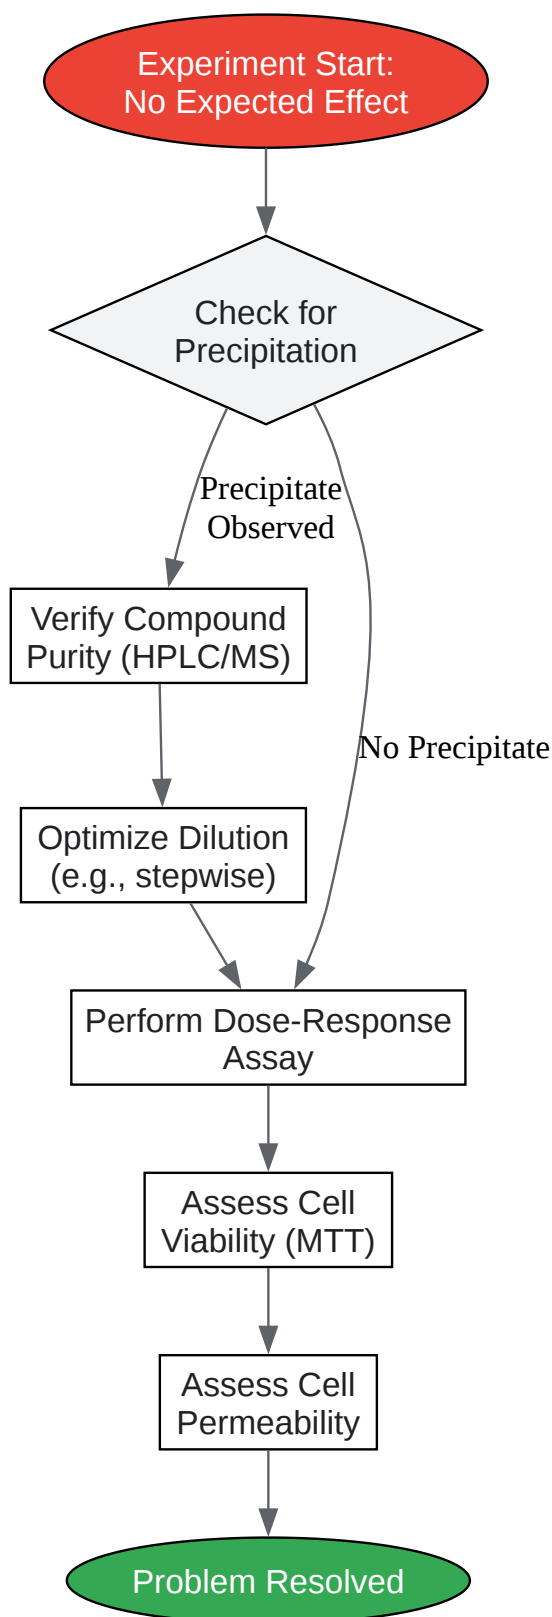 Experiment Start:
No Expected Effect
Check for
Precipitation
Precipitate
Observed
Verify Compound
Purity (HPLC/MS)
No Precipitate
Optimize Dilution
(e.g., stepwise)
Perform Dose-Response
Assay
Assess Cell
Viability (MTT)
Assess Cell
Permeability
Problem Resolved